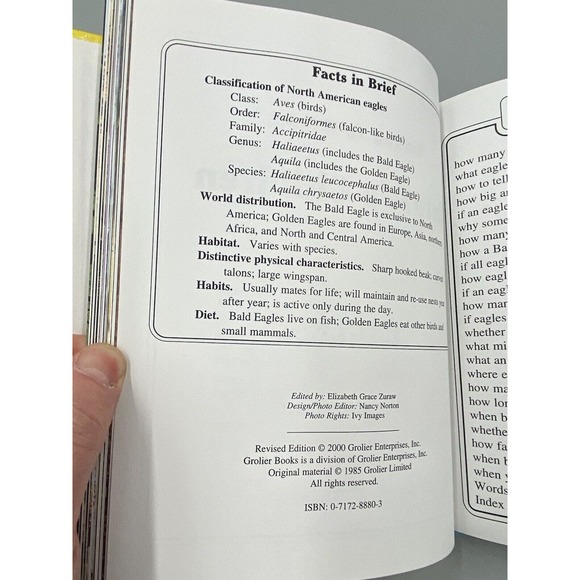 Facts in Brief
Classification of North American eagles
Class: Aves (birds)
Order: Falconiformes (falcon-like birds)
Family: Accipitridae
Genus: Haliaeetus (includes the Bald Eagle)
Aquila (includes the Golden Eagle)
Species: Haliaeetus leucocephalus (Bald Eagle)
Aquila chrysaetos (Golden Eagle)
World distribution. The Bald Eagle is exclusive to North
America; Golden Eagles are found in Europe, Asia, northern
Africa, and North and Central America.
Habitat. Varies with species.
Distinctive physical characteristics. Sharp hooked beak;
talons; large wingspan.
Habits. Usually mates for life; will maintain and re-use nests
after year; is active only during the day.
Diet. Bald Eagles live on fish; Golden Eagles eat other birds and
small mammals.
Edited by: Elizabeth Grace Zuraw
Design/Photo Editor: Nancy Norton
Photo Rights: Ivy Images
Revised Edition © 2000 Grolier Enterprises, Inc.
Grolier Books is a division of Grolier Enterprises, Inc.
Original material © 1985 Grolier Limited
All rights reserved.
ISBN: 0-7172-8880-3
how many
what eagle
how to tell
how big a
if an eagle
why some
how many
how a Ba
if all eagl
how eagl
if an eag
how man
if eagles
whether
what mi
what an
where e
how ma
how lon
when b
whethe
how fa
when b
when y
Words
Index